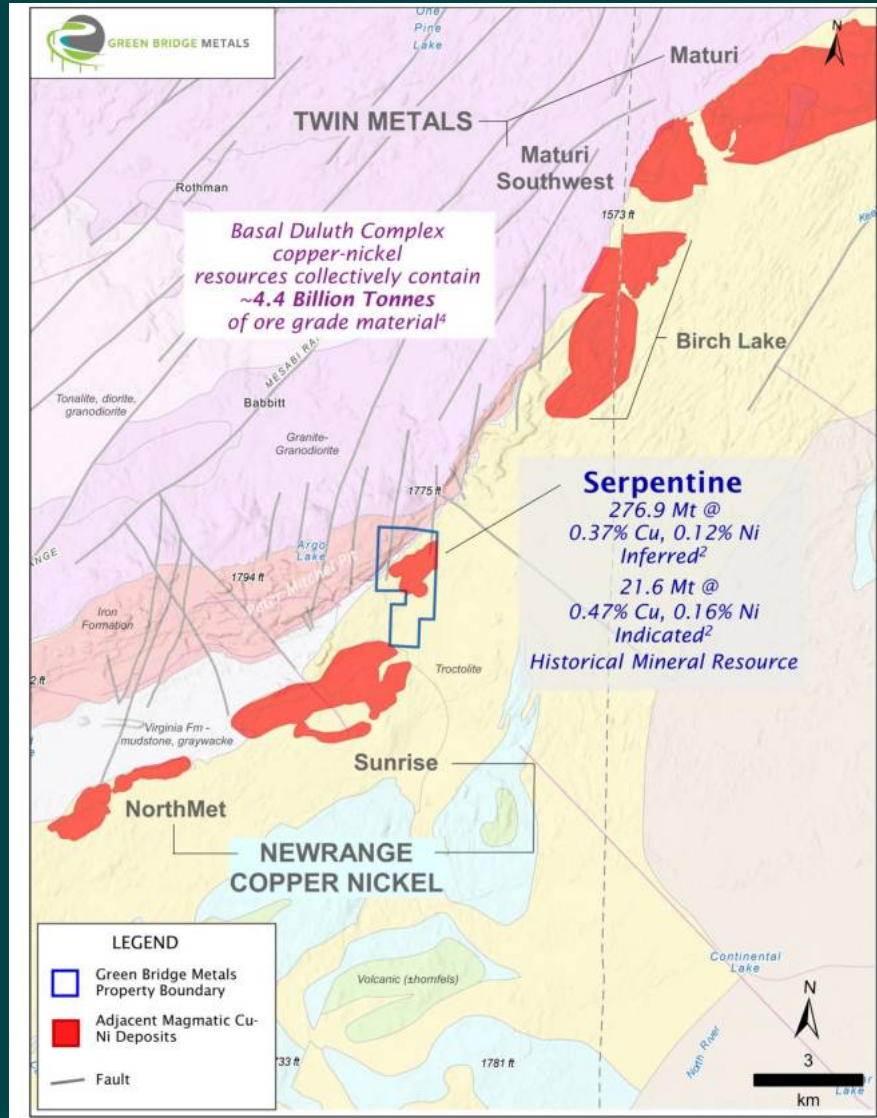 GREEN BRIDGE METALS
One
Pine
Lake
Maturi
N
TWIN METALS
Maturi
Southwest
Rothman
1573 ft
Basal Duluth Complex
copper-nickel
resources collectively contain
~4.4 Billion Tonnes
of ore grade material⁴
Birch Lake
MESABI
Tonalite, diorite,
granodiorite
Babbitt
Granite-
Granodiorite
1775 ft
Serpentine
276.9 Mt @
0.37% Cu, 0.12% Ni
Inferred²
21.6 Mt @
0.47% Cu, 0.16% Ni
Indicated²
Historical Mineral Resource
Argo
Lake
1794 ft
Peter Mitchell Pit
Iron
Formation
Troctolite
Virginia Fm -
mudstone, graywacke
Sunrise
NorthMet
NEWRANGE
COPPER NICKEL
LEGEND
Green Bridge Metals
Property Boundary
Adjacent Magmatic Cu-
Ni Deposits
Fault
Volcanic (±hornfels)
Continental
Lake
1781 ft
North River
Lake
N
3
km